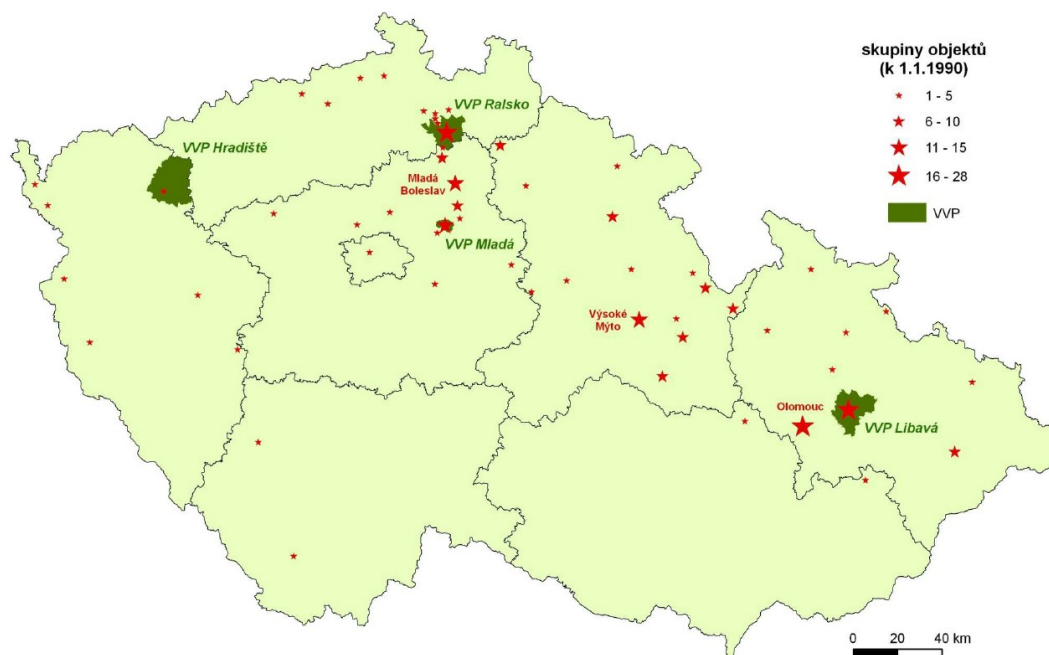 skupiny objektů
(k 1.1.1990)
1 - 5
6 - 10
11 - 15
16 - 28
VVP
VVP Ralsko
VVP Hradiště
Mladá
Boleslav
VVP Mladá
Výsoké
Mýto
Olomouc
VVP Libavá
0 20 40 km